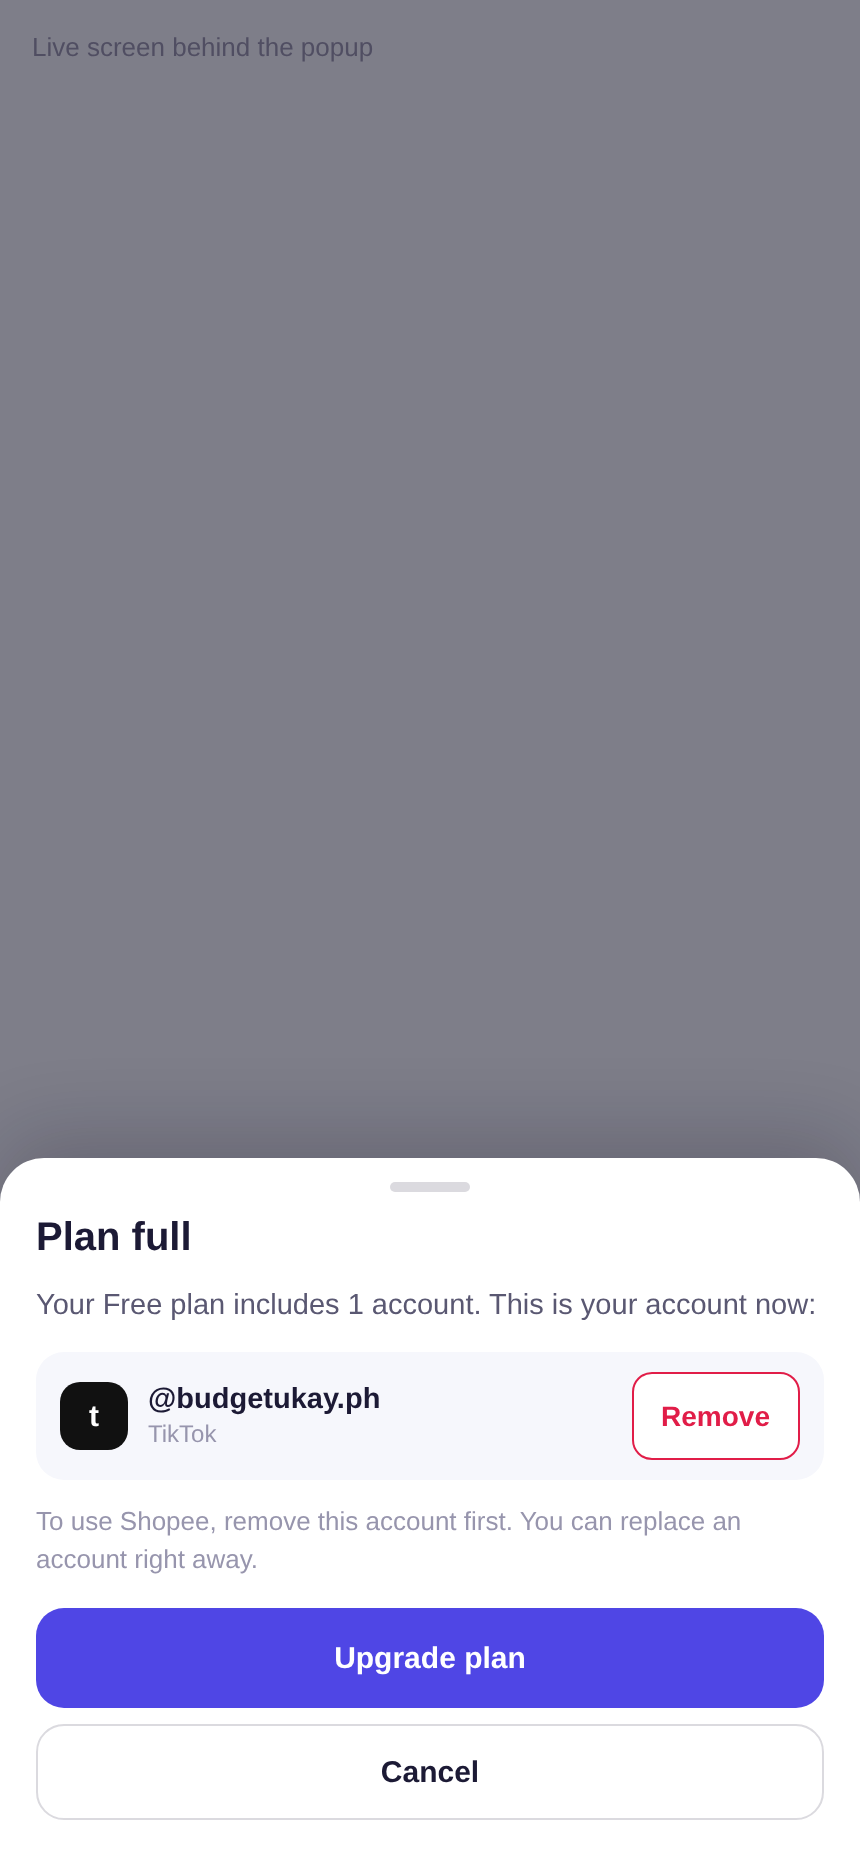 Live screen behind the popup
Plan full
Your Free plan includes 1 account. This is your account now:
t
@budgetukay.ph
TikTok
Remove
To use Shopee, remove this account first. You can replace an
account right away.
Upgrade plan
Cancel